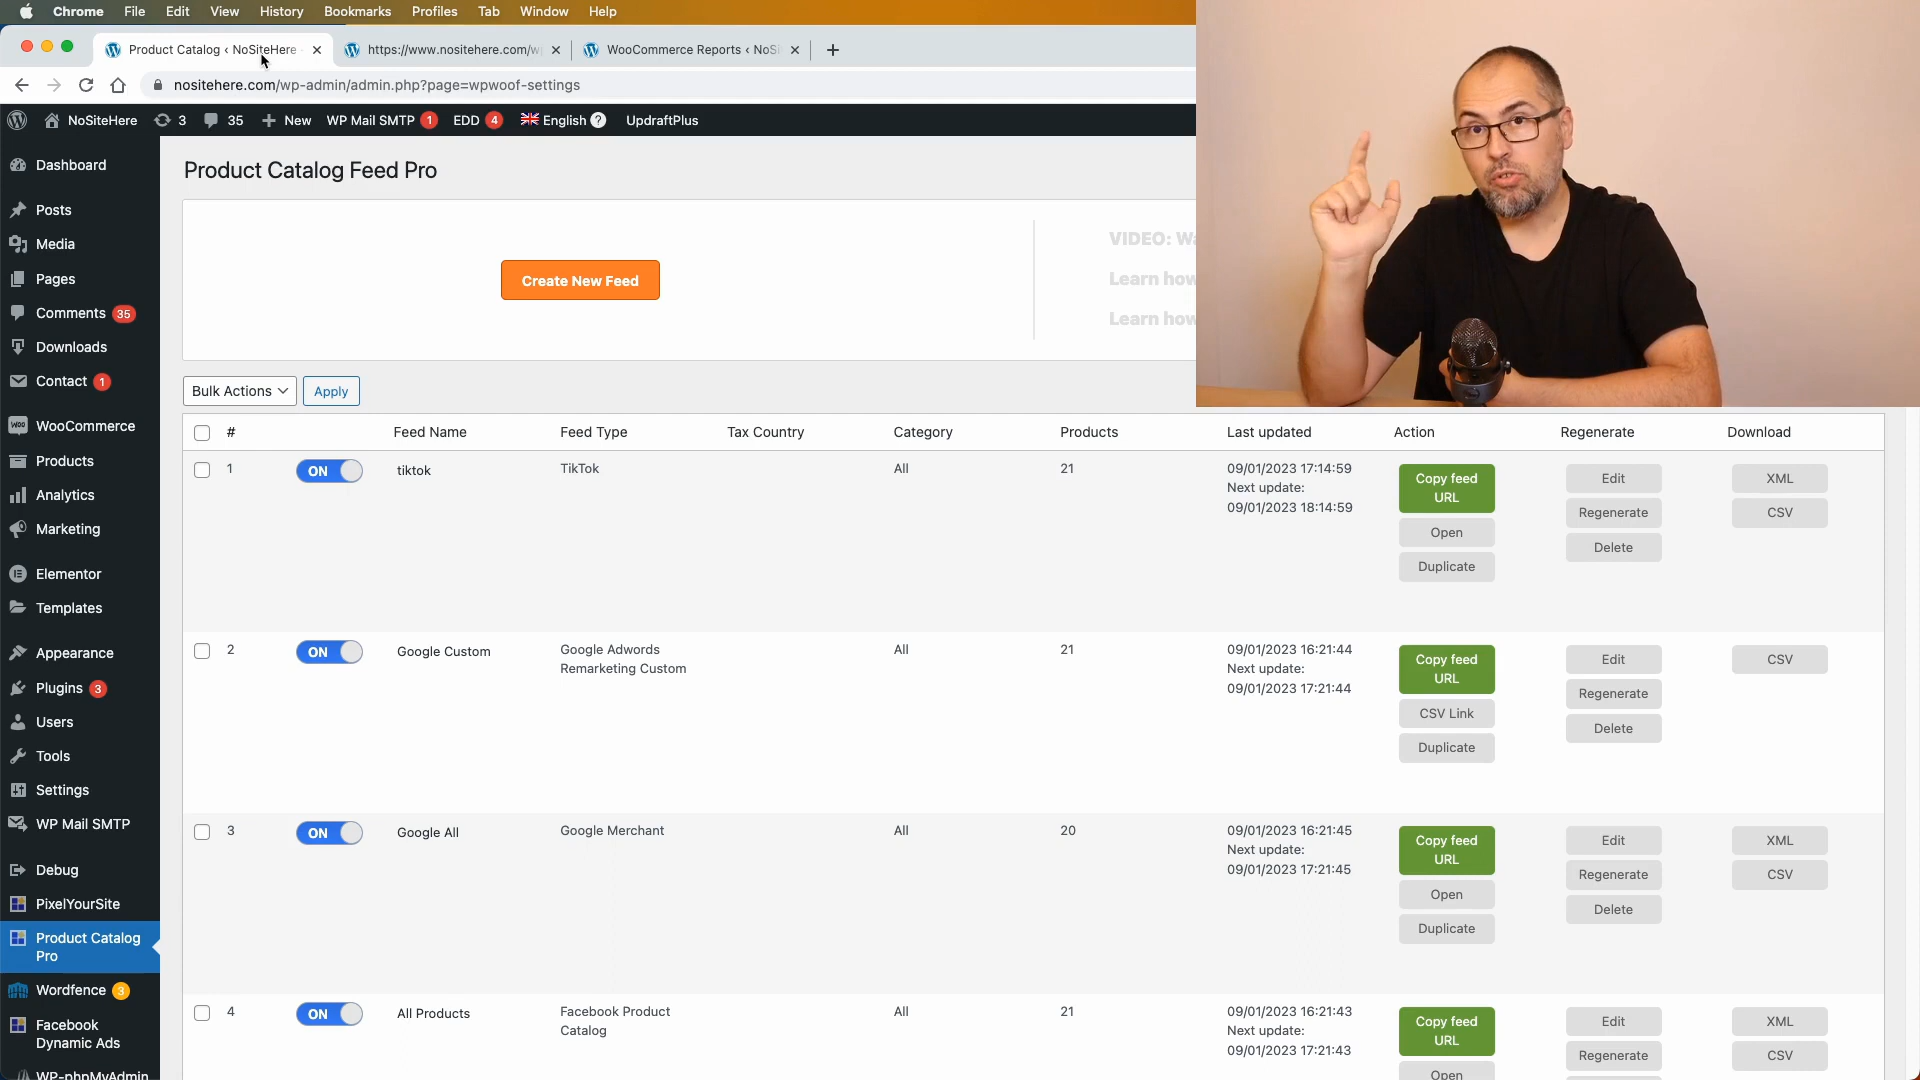 Chrome File Edit View History Bookmarks Profiles Tab Window Help
Product Catalog ‹ NoSiteHere
https://www.nositehere.com/w
WooCommerce Reports ‹ NoS
nositehere.com/wp-admin/admin.php?page=wpwoof-settings
NoSiteHere 3 35 New WP Mail SMTP 1 EDD 4 English ? UpdraftPlus
Dashboard
Posts
Media
Pages
Comments 35
Downloads
Contact 1
WooCommerce
Products
Analytics
Marketing
Elementor
Templates
Appearance
Plugins 3
Users
Tools
Settings
WP Mail SMTP
Debug
PixelYourSite
Product Catalog
Pro
Wordfence 3
Facebook
Dynamic Ads
WP-phpMyAdmin
Product Catalog Feed Pro
Create New Feed
VIDEO: Wa
Learn how
Learn how
Bulk Actions Apply
# Feed Name Feed Type Tax Country Category Products Last updated Action Regenerate Download
1 ON tiktok TikTok All 21 09/01/2023 17:14:59
Next update:
09/01/2023 18:14:59
Copy feed
URL
Open
Duplicate
Edit
Regenerate
Delete
XML
CSV
2 ON Google Custom Google Adwords
Remarketing Custom
All 21 09/01/2023 16:21:44
Next update:
09/01/2023 17:21:44
Copy feed
URL
CSV Link
Duplicate
Edit
Regenerate
Delete
CSV
3 ON Google All Google Merchant All 20 09/01/2023 16:21:45
Next update:
09/01/2023 17:21:45
Copy feed
URL
Open
Duplicate
Edit
Regenerate
Delete
XML
CSV
4 ON All Products Facebook Product
Catalog
All 21 09/01/2023 16:21:43
Next update:
09/01/2023 17:21:43
Copy feed
URL
Open
Edit
Regenerate
XML
CSV